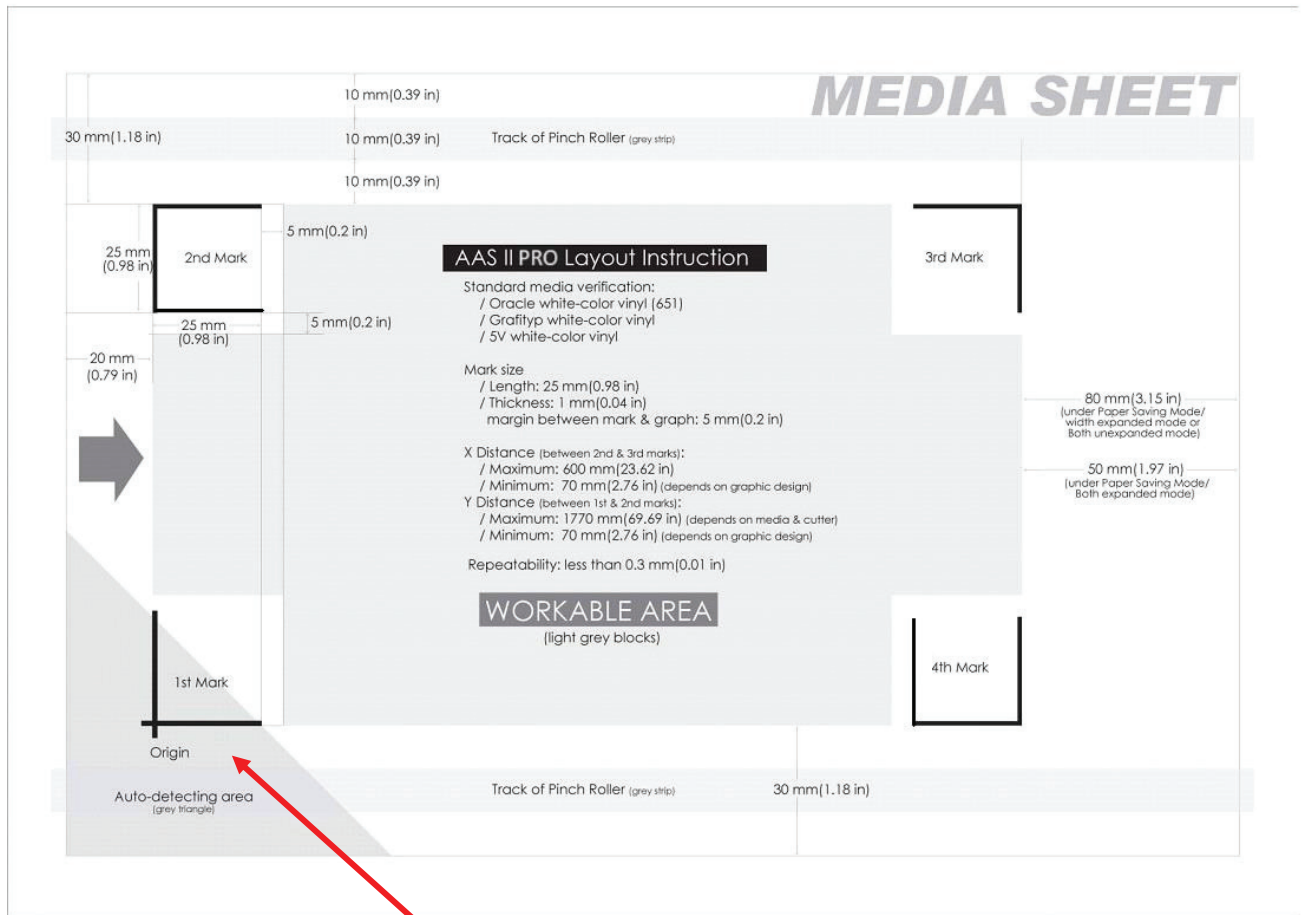 MEDIA SHEET
10 mm(0.39 in)
30 mm(1.18 in)
10 mm(0.39 in)
Track of Pinch Roller (grey strip)
10 mm(0.39 in)
5 mm(0.2 in)
25 mm
(0.98 in)
2nd Mark
AAS II PRO Layout Instruction
3rd Mark
Standard media verification:
/ Oracle white-color vinyl (651)
/ Grafityp white-color vinyl
/ 5V white-color vinyl
25 mm
(0.98 in)
5 mm(0.2 in)
20 mm
(0.79 in)
Mark size
/ Length: 25 mm(0.98 in)
/ Thickness: 1 mm(0.04 in)
margin between mark & graph: 5 mm(0.2 in)
80 mm(3.15 in)
(under Paper Saving Mode/
width expanded mode or
Both unexpanded mode)
X Distance (between 2nd & 3rd marks):
/ Maximum: 600 mm(23.62 in)
/ Minimum: 70 mm(2.76 in) (depends on graphic design)
Y Distance (between 1st & 2nd marks):
/ Maximum: 1770 mm(69.69 in) (depends on media & cutter)
/ Minimum: 70 mm(2.76 in) (depends on graphic design)
50 mm(1.97 in)
(under Paper Saving Mode/
Both expanded mode)
Repeatability: less than 0.3 mm(0.01 in)
WORKABLE AREA
(light grey blocks)
1st Mark
4th Mark
Origin
Auto-detecting area
(grey triangle)
Track of Pinch Roller (grey strip)
30 mm(1.18 in)